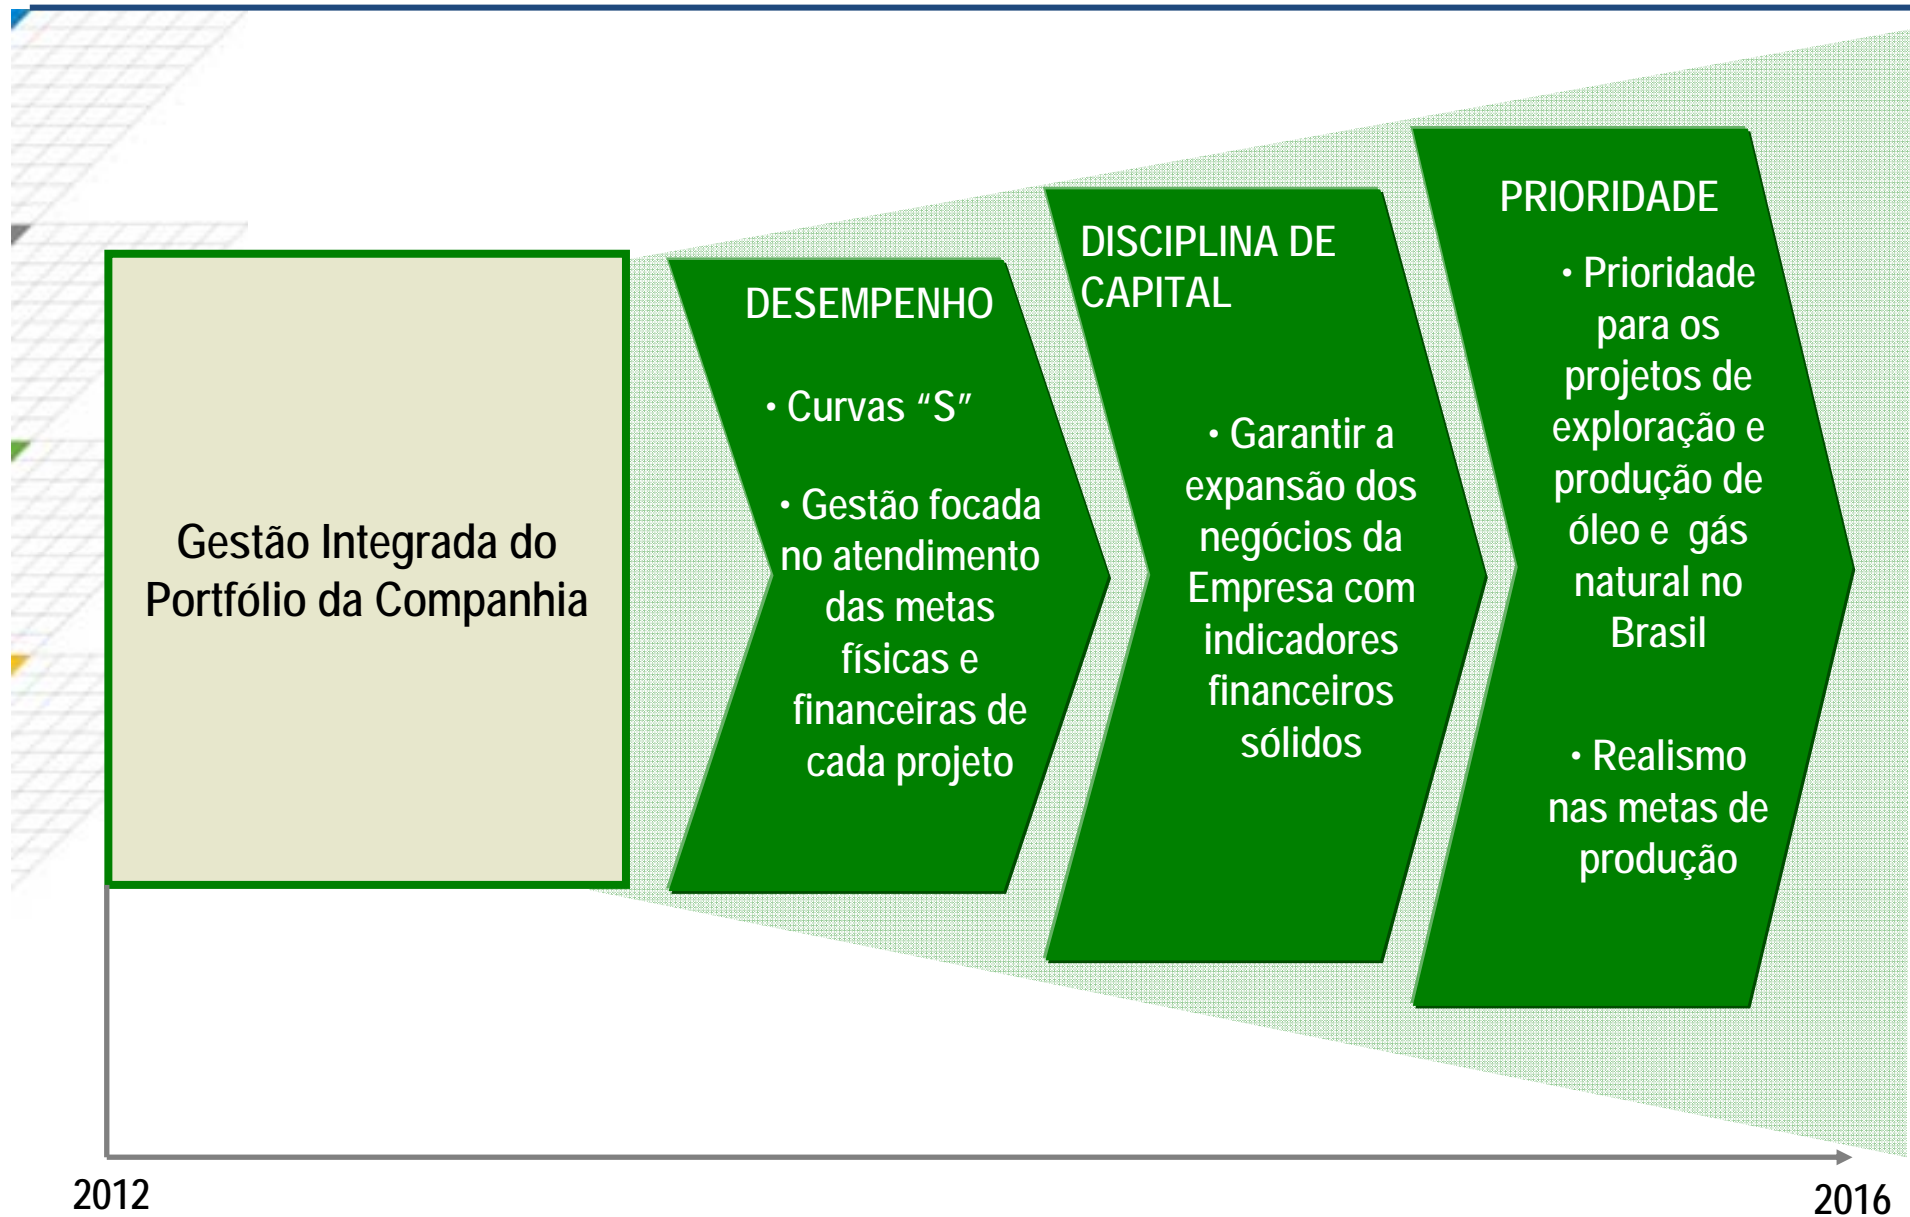 Gestão Integrada do
Portfólio da Companhia
DESEMPENHO
• Curvas “S”
• Gestão focada
no atendimento
das metas
físicas e
financeiras de
cada projeto
DISCIPLINA DE
CAPITAL
• Garantir a
expansão dos
negócios da
Empresa com
indicadores
financeiros
sólidos
PRIORIDADE
• Prioridade
para os
projetos de
exploração e
produção de
óleo e gás
natural no
Brasil
• Realismo
nas metas de
produção
2012
2016